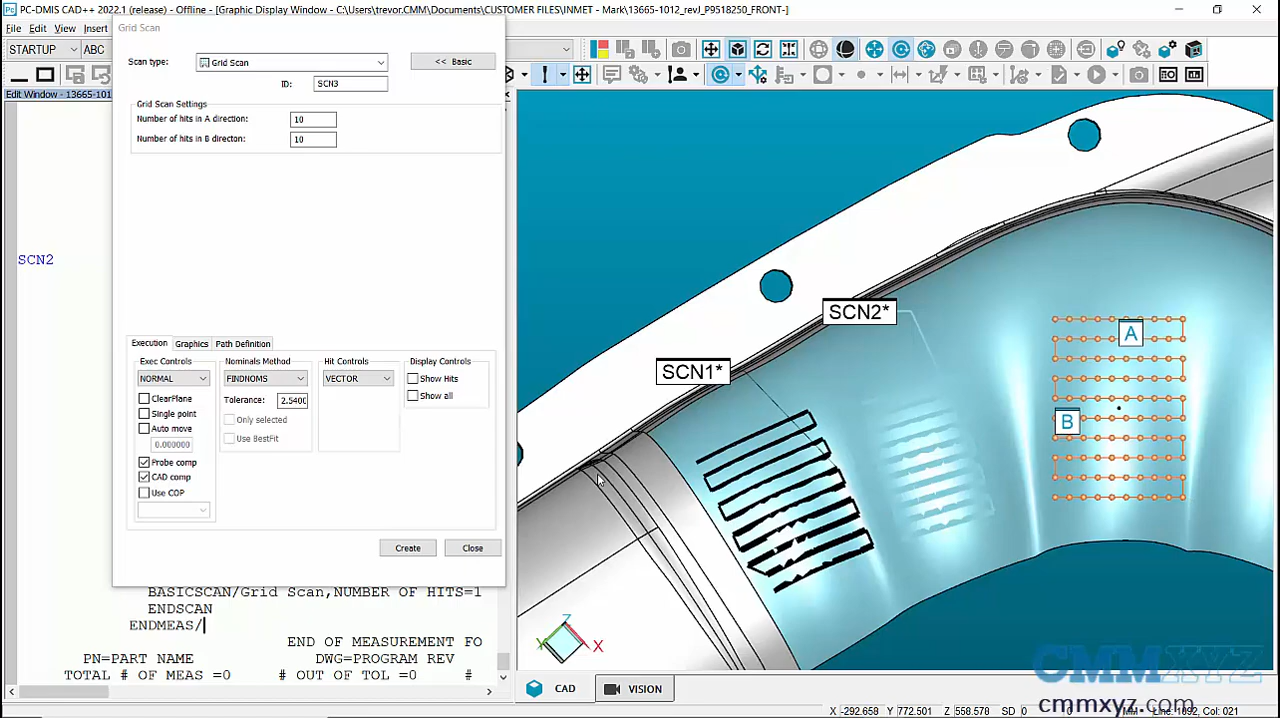 PC-DMIS CAD++ 2022.1 (release) - Offline - [Graphic Display Window - C:\Users\trevor.CMM\Documents\CUSTOMER FILES\INMET - Mark\13665-1012_revJ_F9518250_FRONT-]
File Edit View Insert
Grid Scan
STARTUP ABC
Scan type: Grid Scan << Basic
ID: SCN3
Edit Window - 13665-101
Grid Scan Settings
Number of hits in A direction: 10
Number of hits in B directon: 10
SCN2
Execution Graphics Path Definition
Exec Controls Nominals Method Hit Controls Display Controls
NORMAL FINDNOMS VECTOR Show Hits
ClearPlane Tolerance: 2.5400 Show all
Single point Only selected
Auto move Use BestFit
0.000000
Probe comp
CAD comp
Use COP
Create Close
BASICSCAN/Grid Scan,NUMBER OF HITS=1
ENDSCAN
ENDMEAS/
END OF MEASUREMENT FO
PN=PART NAME DWG=PROGRAM REV
TOTAL # OF MEAS =0 # OUT OF TOL =0 #
SCN2*
SCN1*
A
B
Z
Y X
CAD VISION
CMMXYZ
cmmxyz.com
X -292.658 Y 772.501 Z 558.578 SD 0
Col: 021